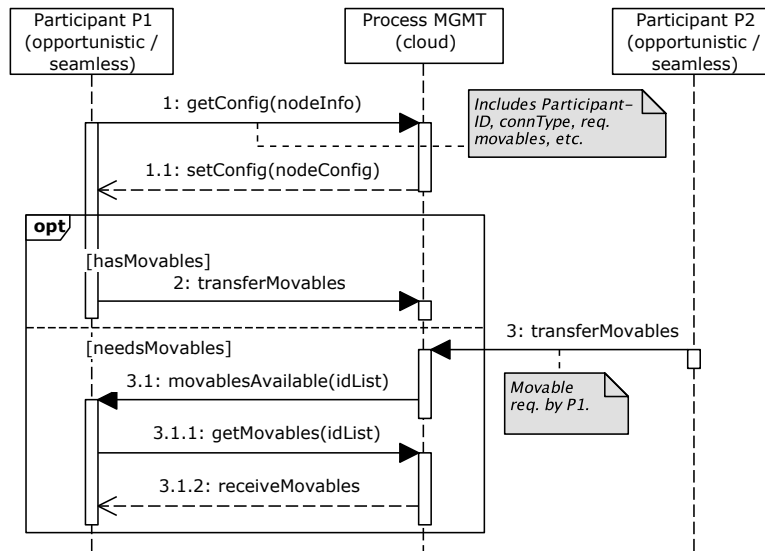 Participant P1
(opportunistic /
seamless)
Process MGMT
(cloud)
Participant P2
(opportunistic /
seamless)
1: getConfig(nodeInfo)
Includes Participant-
ID, connType, req.
movables, etc.
1.1: setConfig(nodeConfig)
opt
[hasMovables]
2: transferMovables
3: transferMovables
[needsMovables]
3.1: movablesAvailable(idList)
Movable
req. by P1.
3.1.1: getMovables(idList)
3.1.2: receiveMovables